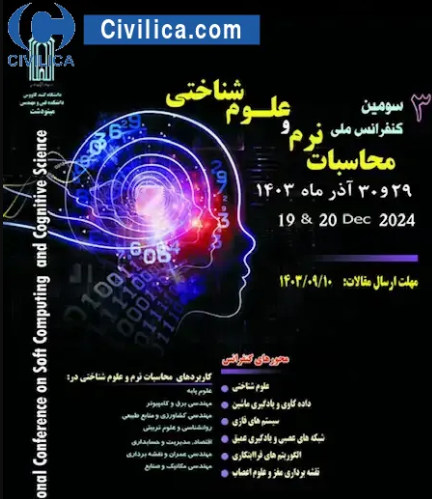 Civilica.com
CIVILICA
دانشگاه گنبد کاووس
دانشکده فنی و مهندسی
مینودشت
۳ سومین
کنفرانس ملی
محاسبات نرم و علوم شناختی
۲۹ و ۳۰ آذر ماه ۱۴۰۳
19 & 20 Dec 2024
مهلت ارسال مقالات: ۱۴۰۳/۰۹/۱۰
onal Conference on Soft Computing and Cognitive Science
محورهای کنفرانس
علوم شناختی
داده کاوی و یادگیری ماشین
سیستم های فازی
شبکه های عصبی و یادگیری عمیق
الگوریتم های فراابتکاری
نقشه برداری مغز و علوم اعصاب
کاربردهای محاسبات نرم و علوم شناختی در:
علوم پایه
مهندسی برق و کامپیوتر
مهندسی کشاورزی و منابع طبیعی
روانشناسی و علوم تربیتی
اقتصاد، مدیریت و حسابداری
مهندسی عمران و نقشه برداری
مهندسی مکانیک و صنایع